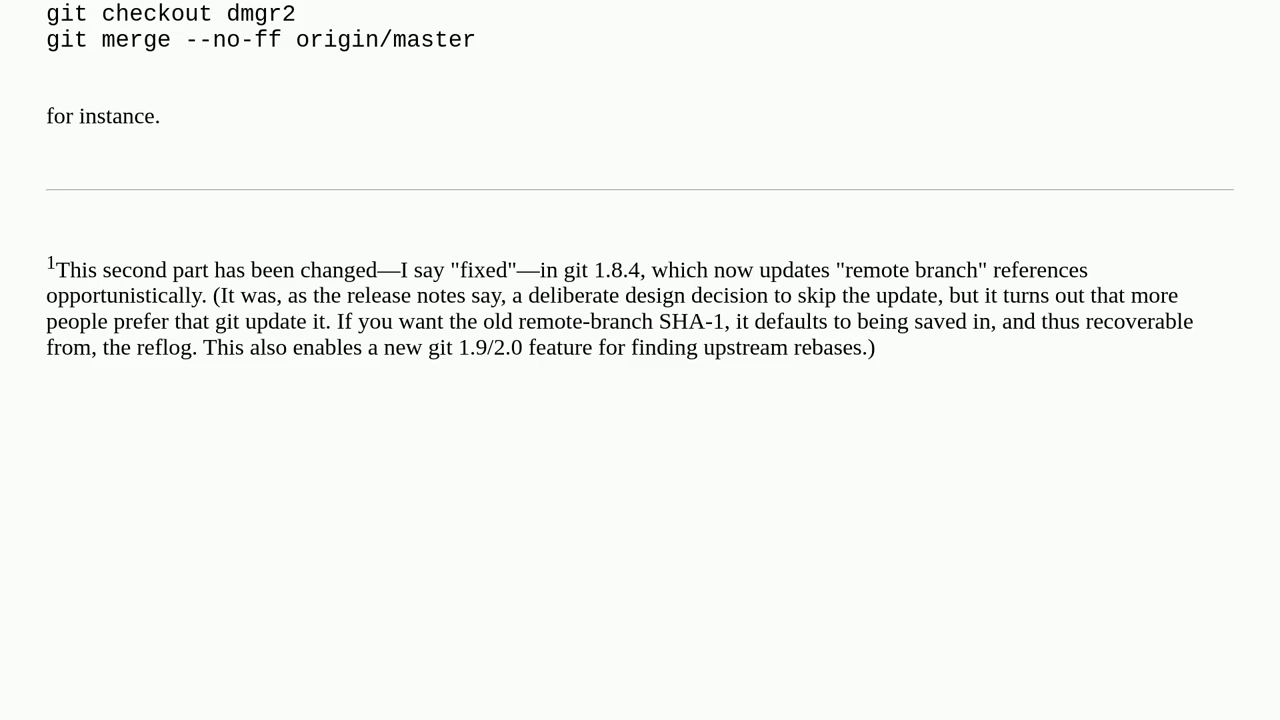 git checkout dmgr2
git merge --no-ff origin/master
for instance.
1This second part has been changed—I say "fixed"—in git 1.8.4, which now updates "remote branch" references
opportunistically. (It was, as the release notes say, a deliberate design decision to skip the update, but it turns out that more
people prefer that git update it. If you want the old remote-branch SHA-1, it defaults to being saved in, and thus recoverable
from, the reflog. This also enables a new git 1.9/2.0 feature for finding upstream rebases.)